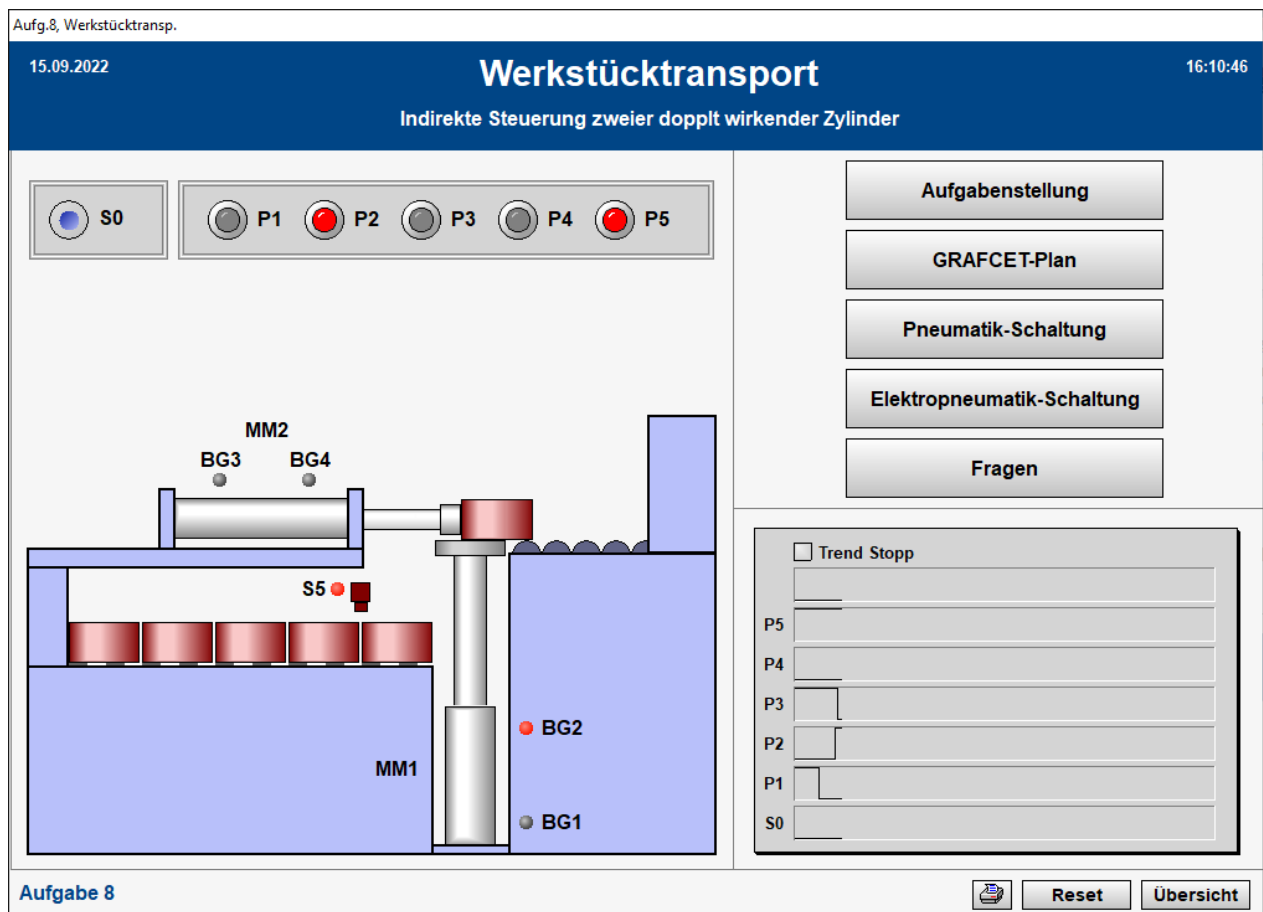 Aufg.8, Werkstücktransp.
15.09.2022
Werkstücktransport
16:10:46
Indirekte Steuerung zweier dopplt wirkender Zylinder
S0
P1 P2 P3 P4 P5
Aufgabenstellung
GRAFCET-Plan
Pneumatik-Schaltung
Elektropneumatik-Schaltung
Fragen
MM2
BG3 BG4
S5
BG2
MM1
BG1
Trend Stopp
P5
P4
P3
P2
P1
S0
Aufgabe 8
Reset
Übersicht